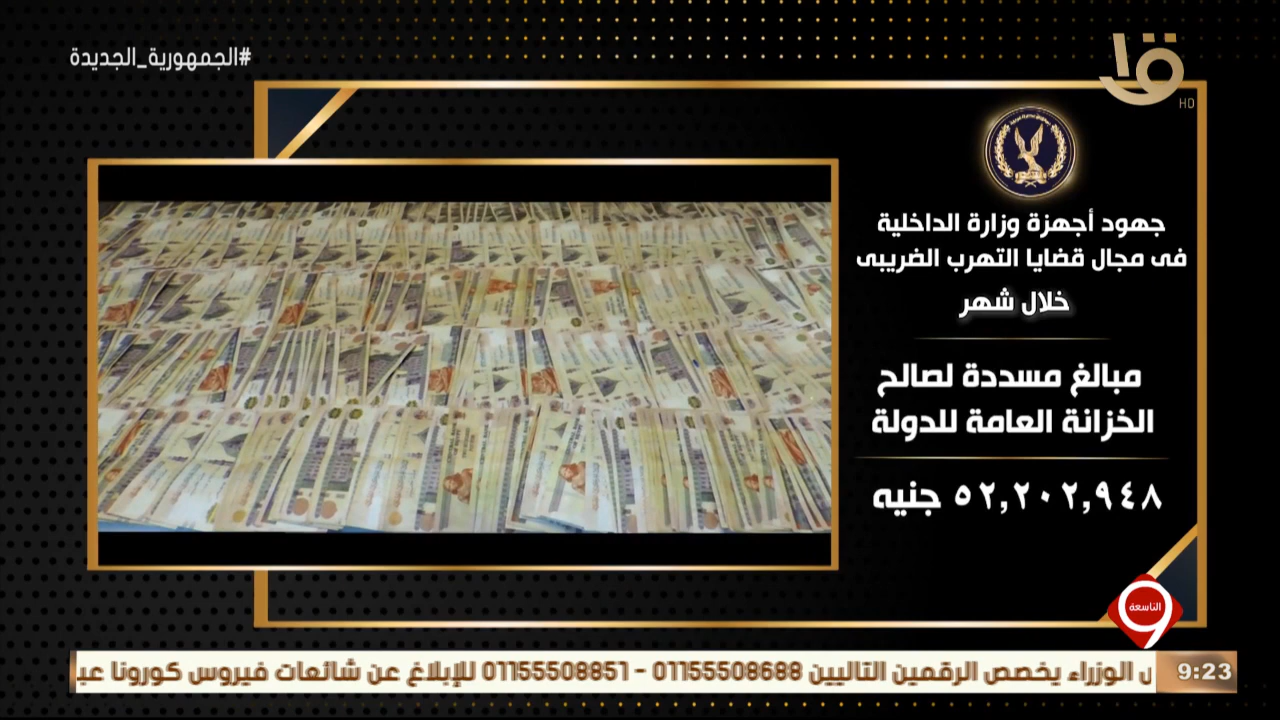 #الجمهورية_الجديدة
HD
جهود أجهزة وزارة الداخلية
فى مجال قضايا التهرب الضريبى
خلال شهر
مبالغ مسددة لصالح
الخزانة العامة للدولة
٥٢,٢٠٢,٩٤٨ جنيه
التاسعة
9
الوزراء يخصص الرقمين التاليين 01155508688 - 01155508851 للإبلاغ عن شائعات فيروس كورونا
9:23